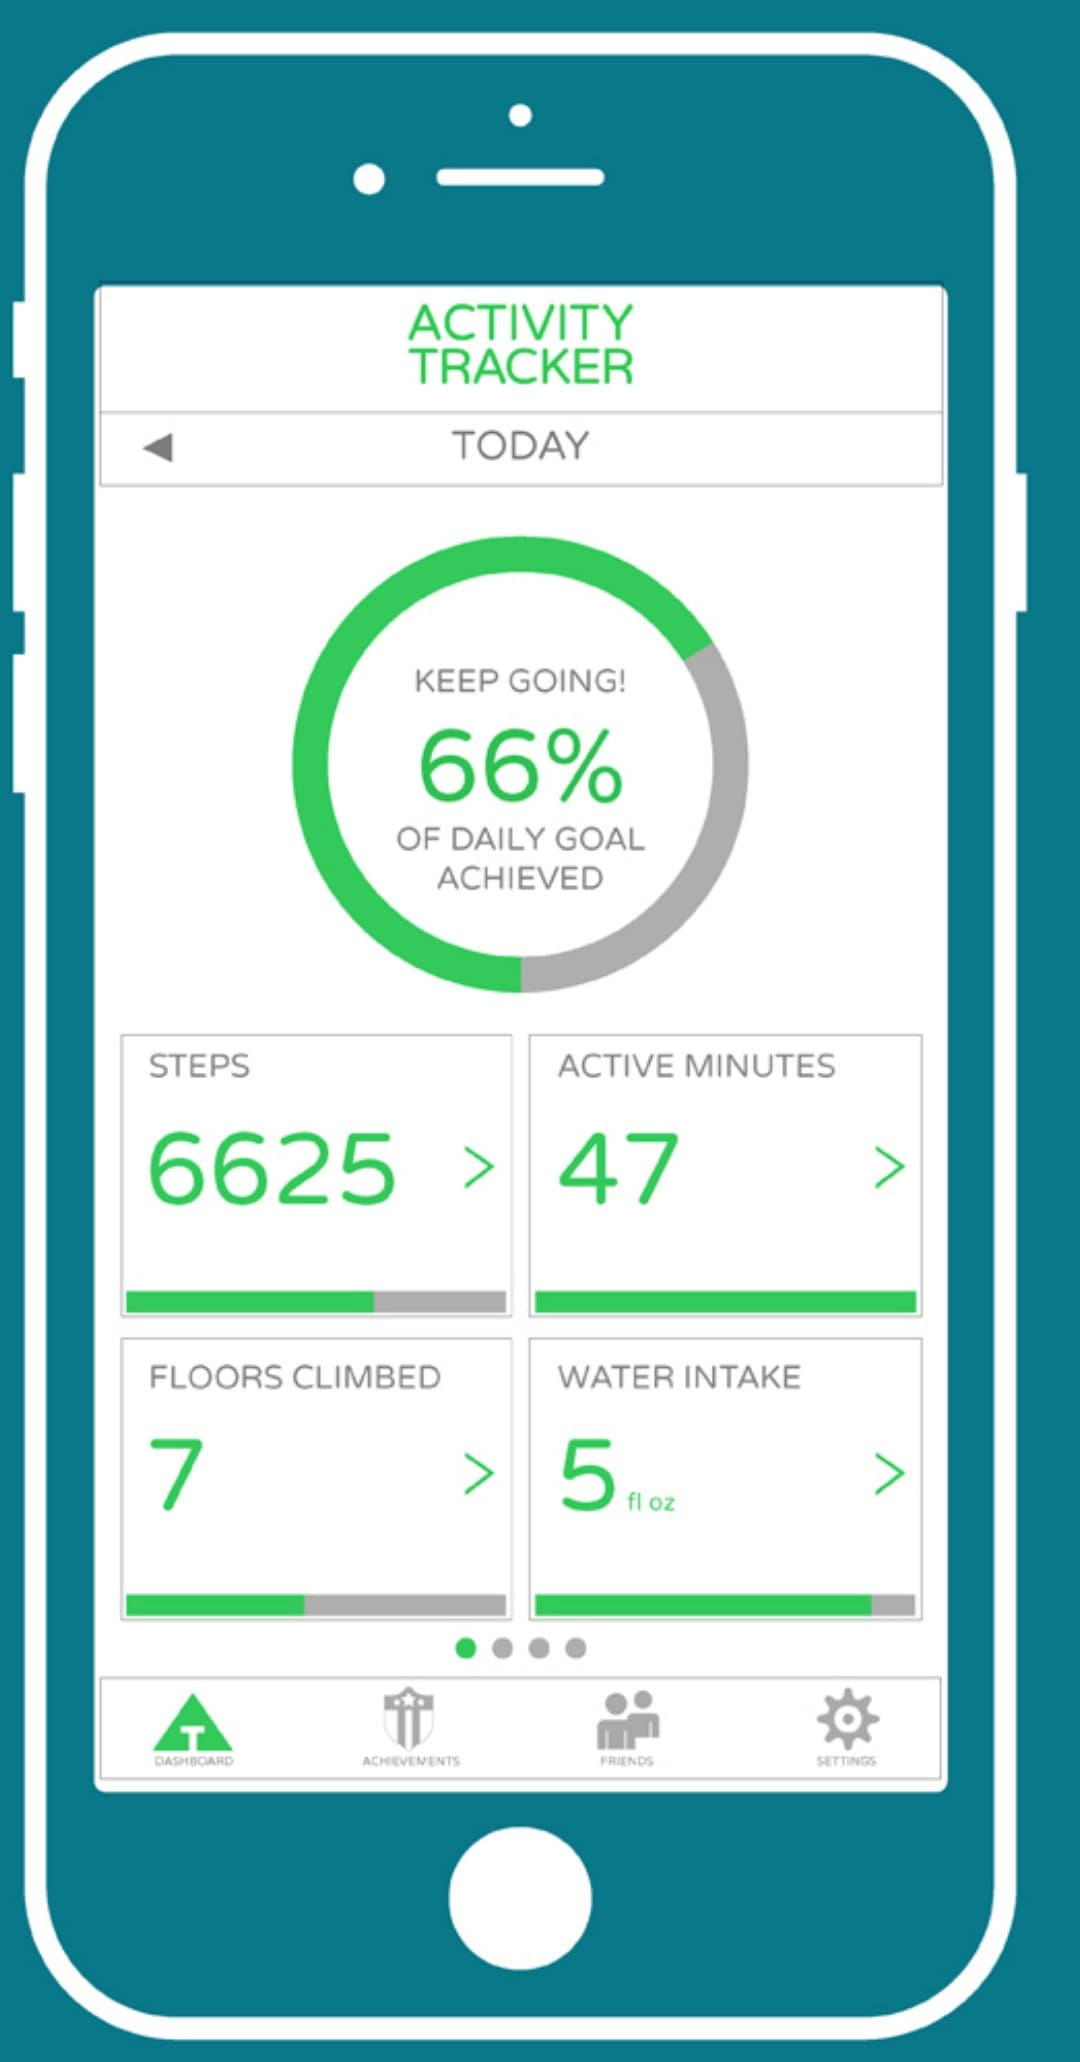 ACTIVITY
TRACKER
TODAY
KEEP GOING!
66%
OF DAILY GOAL
ACHIEVED
STEPS
6625 >
ACTIVE MINUTES
47 >
FLOORS CLIMBED
7 >
WATER INTAKE
5 fl oz >
T
DASHBOARD
ACHIEVEMENTS
FRIENDS
SETTINGS